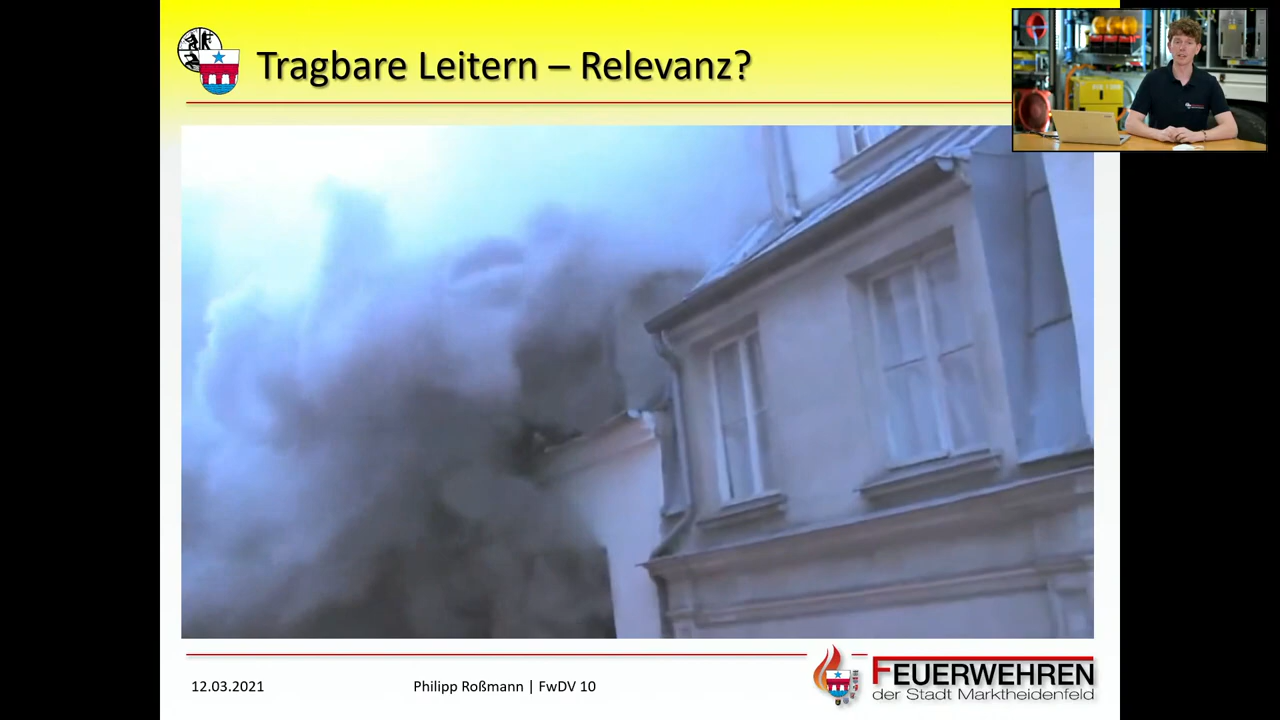 Tragbare Leitern – Relevanz?
12.03.2021
Philipp Roßmann | FwDV 10
FEUERWEHREN
der Stadt Marktheidenfeld